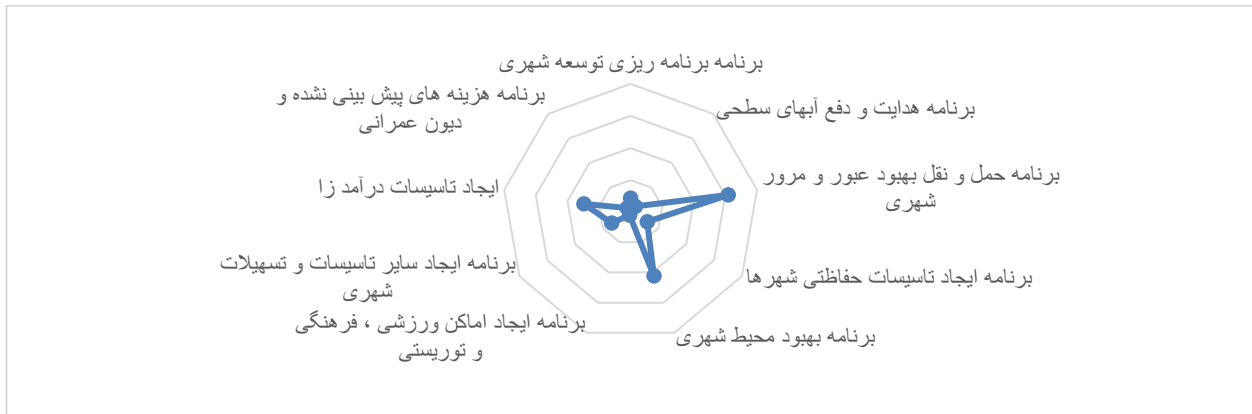 برنامه برنامه ریزی توسعه شهری
برنامه هدایت و دفع آبهای سطحی
برنامه حمل و نقل بهبود عبور و مرور
شهری
برنامه ایجاد تاسیسات حفاظتی شهرها
برنامه بهبود محیط شهری
برنامه ایجاد اماکن ورزشی ، فرهنگی
و توریستی
برنامه ایجاد سایر تاسیسات و تسهیلات
شهری
ایجاد تاسیسات درآمد زا
برنامه هزینه های پیش بینی نشده و
دیون عمرانی